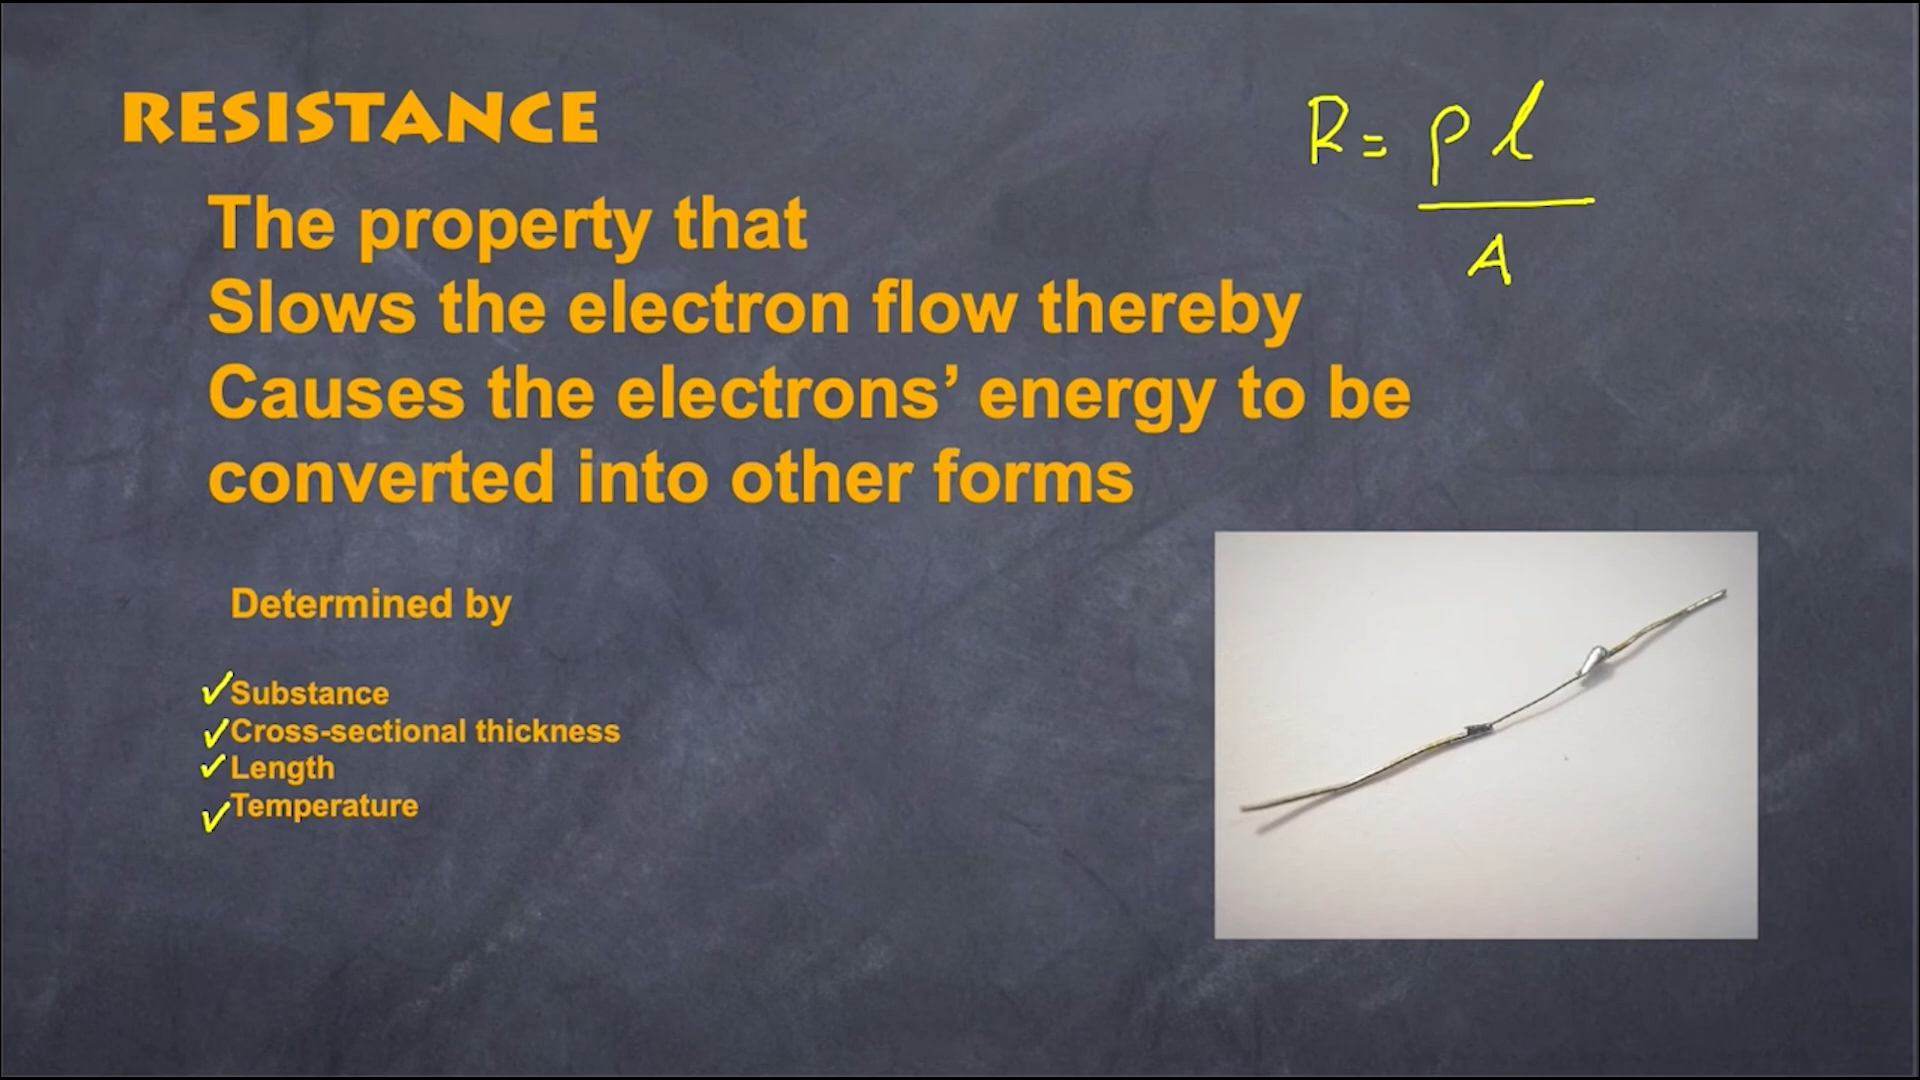 RESISTANCE
The property that
Slows the electron flow thereby
Causes the electrons’ energy to be
converted into other forms
R = ρ l
A
Determined by
✓Substance
✓Cross-sectional thickness
✓Length
✓Temperature